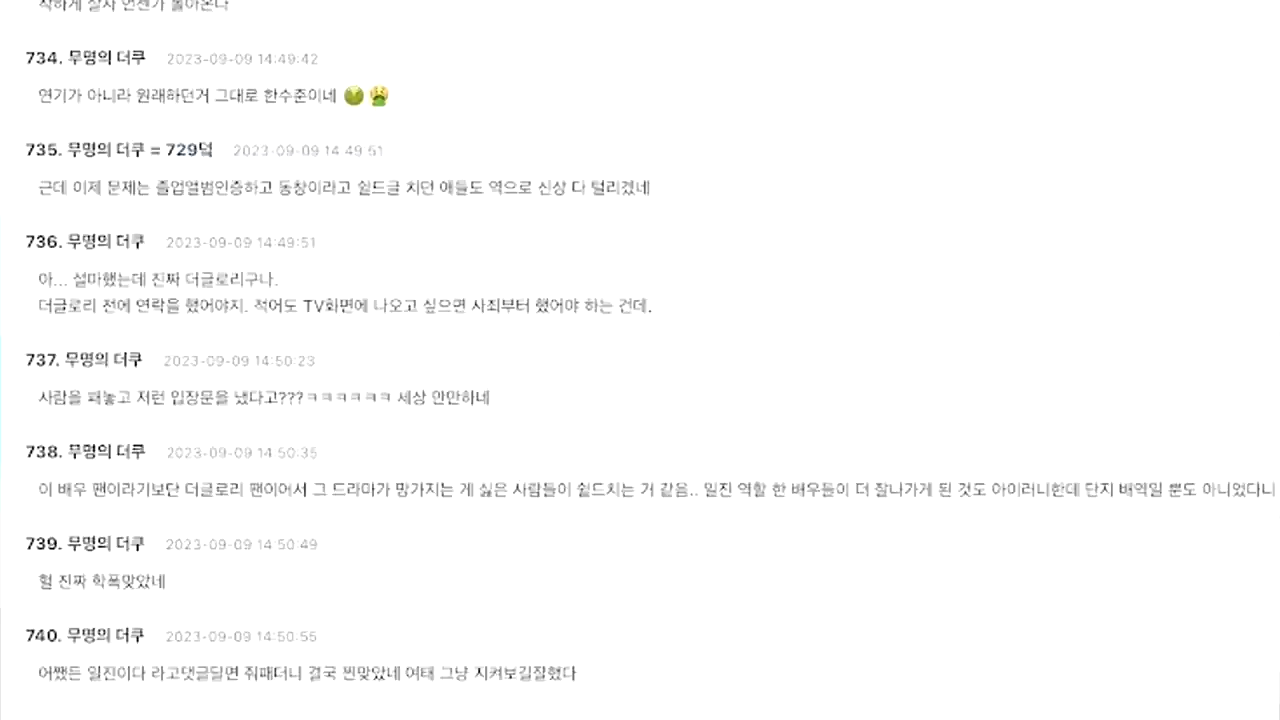 착하게 살자 언젠가 돌아온다
734. 무명의 더쿠 2023-09-09 14:49:42
연기가 아니라 원래하던거 그대로 한수준이네 🤢🤮
735. 무명의 더쿠 = 729덬 2023-09-09 14:49:51
근데 이제 문제는 졸업앨범인증하고 동창이라고 쉴드글 치던 애들도 역으로 신상 다 털리겠네
736. 무명의 더쿠 2023-09-09 14:49:51
아... 설마했는데 진짜 더글로리구나.
더글로리 전에 연락을 했어야지. 적어도 TV화면에 나오고 싶으면 사죄부터 했어야 하는 건데.
737. 무명의 더쿠 2023-09-09 14:50:23
사람을 패놓고 저런 입장문을 냈다고???ㅋㅋㅋㅋㅋㅋ 세상 만만하네
738. 무명의 더쿠 2023-09-09 14:50:35
이 배우 팬이라기보단 더글로리 팬이어서 그 드라마가 망가지는 게 싫은 사람들이 쉴드치는 거 같음.. 일진 역할 한 배우들이 더 잘나가게 된 것도 아이러니한데 단지 배역일 뿐도 아니었다니
739. 무명의 더쿠 2023-09-09 14:50:49
헐 진짜 학폭맞았네
740. 무명의 더쿠 2023-09-09 14:50:55
어쨌든 일진이다 라고댓글달면 줘패더니 결국 찐맞았네 여태 그냥 지켜보길잘했다